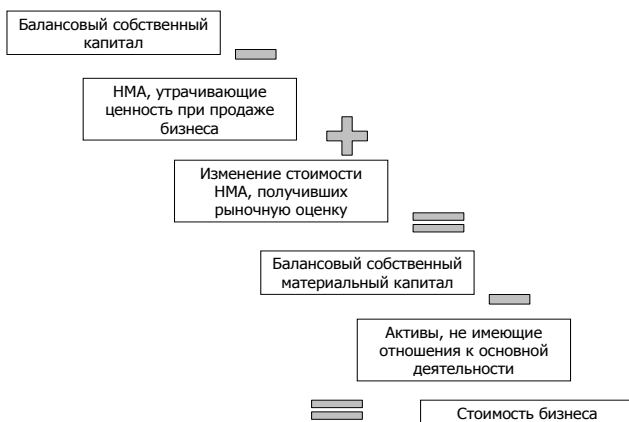 Балансовый собственный
капитал
НМА, утрачивающие
ценность при продаже
бизнеса
Изменение стоимости
НМА, получивших
рыночную оценку
Балансовый собственный
материальный капитал
Активы, не имеющие
отношения к основной
деятельности
Стоимость бизнеса